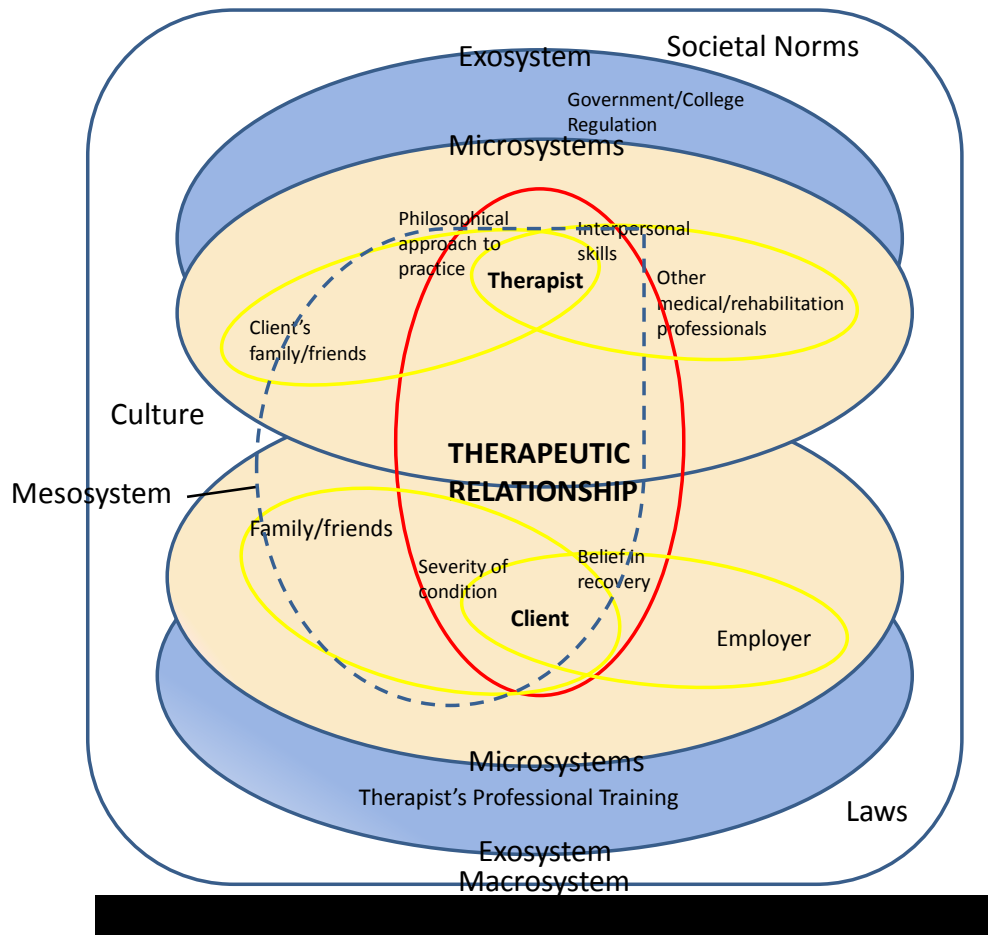 Societal Norms
Exosystem
Government/College
Regulation
Microsystems
Philosophical
approach to
practice
Interpersonal
skills
Therapist
Other
medical/rehabilitation
professionals
Client's
family/friends
Culture
THERAPEUTIC
RELATIONSHIP
Mesosystem
Family/friends
Severity of
condition
Belief in
recovery
Client
Employer
Microsystems
Therapist's Professional Training
Laws
Exosystem
Macrosystem